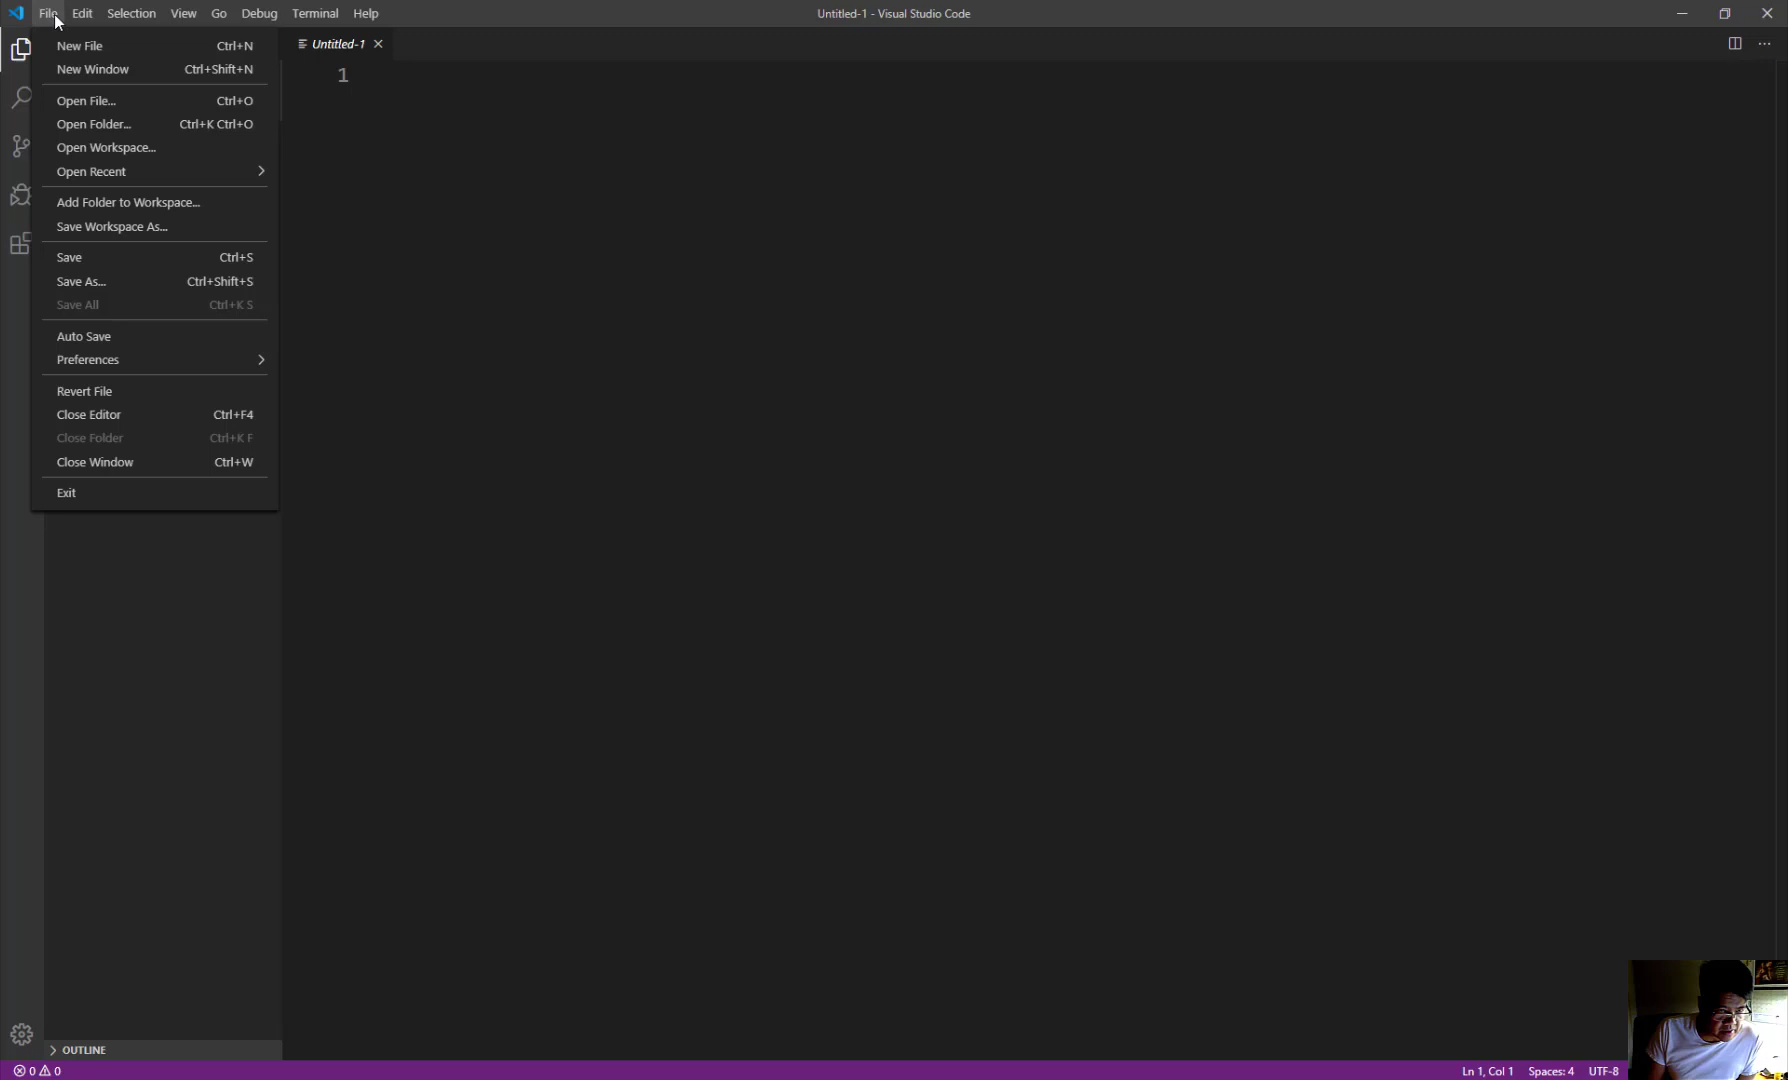 File Edit Selection View Go Debug Terminal Help Untitled-1 - Visual Studio Code
Untitled-1
1
New File Ctrl+N
New Window Ctrl+Shift+N
Open File... Ctrl+O
Open Folder... Ctrl+K Ctrl+O
Open Workspace...
Open Recent
Add Folder to Workspace...
Save Workspace As...
Save Ctrl+S
Save As... Ctrl+Shift+S
Save All Ctrl+K S
Auto Save
Preferences
Revert File
Close Editor Ctrl+F4
Close Folder Ctrl+K F
Close Window Ctrl+W
Exit
OUTLINE
0 0 Ln 1, Col 1 Spaces: 4 UTF-8